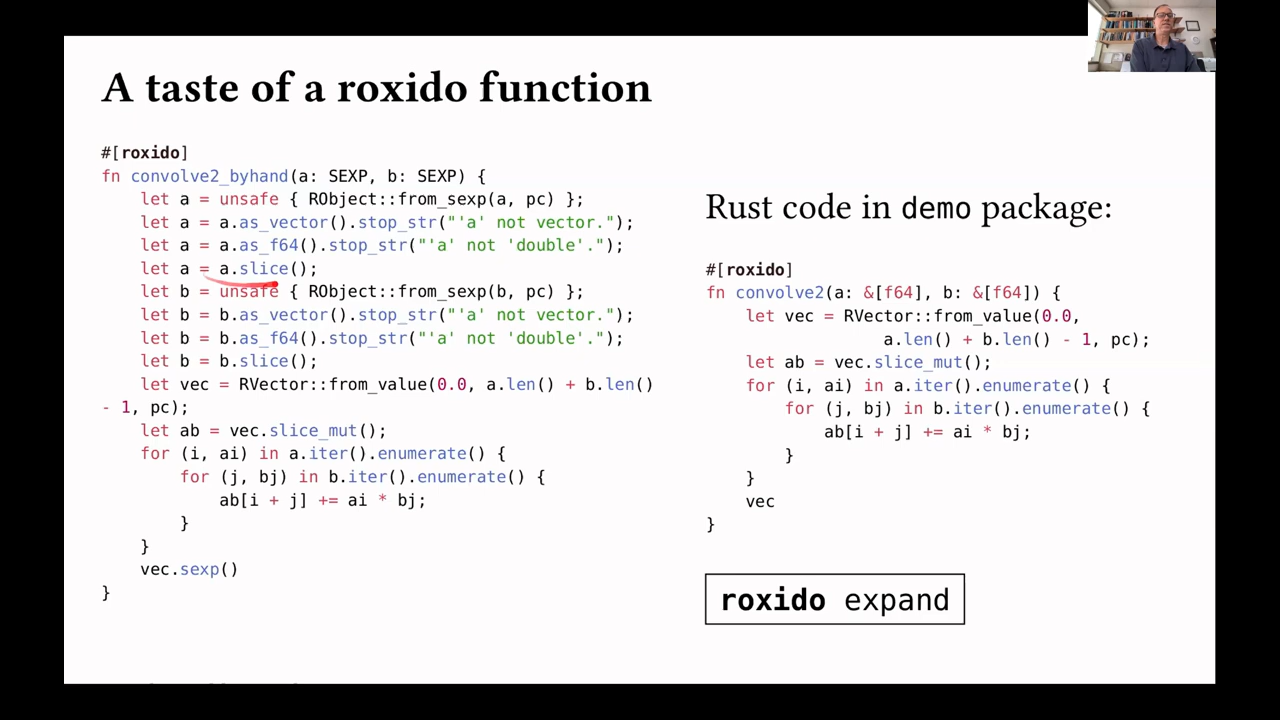 A taste of a roxido function
#[roxido]
fn convolve2_byhand(a: SEXP, b: SEXP) {
    let a = unsafe { RObject::from_sexp(a, pc) };
    let a = a.as_vector().stop_str("'a' not vector.");
    let a = a.as_f64().stop_str("'a' not 'double'.");
    let a = a.slice();
    let b = unsafe { RObject::from_sexp(b, pc) };
    let b = b.as_vector().stop_str("'a' not vector.");
    let b = b.as_f64().stop_str("'a' not 'double'.");
    let b = b.slice();
    let vec = RVector::from_value(0.0, a.len() + b.len()
- 1, pc);
    let ab = vec.slice_mut();
    for (i, ai) in a.iter().enumerate() {
        for (j, bj) in b.iter().enumerate() {
            ab[i + j] += ai * bj;
        }
    }
    vec.sexp()
}
Rust code in demo package:
#[roxido]
fn convolve2(a: &[f64], b: &[f64]) {
    let vec = RVector::from_value(0.0,
                  a.len() + b.len() - 1, pc);
    let ab = vec.slice_mut();
    for (i, ai) in a.iter().enumerate() {
        for (j, bj) in b.iter().enumerate() {
            ab[i + j] += ai * bj;
        }
    }
    vec
}
roxido expand